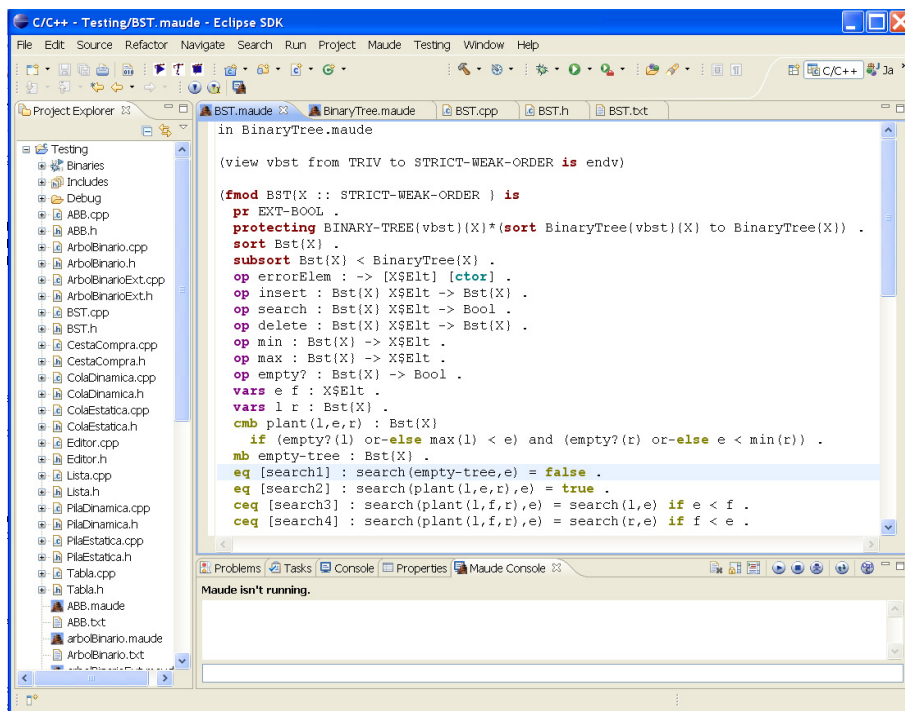 C/C++ - Testing/BST.maude - Eclipse SDK
File Edit Source Refactor Navigate Search Run Project Maude Testing Window Help
C/C++ Ja
Project Explorer
BST.maude BinaryTree.maude BST.cpp BST.h BST.txt
Testing
Binaries
Includes
Debug
ABB.cpp
ABB.h
ArbolBinario.cpp
ArbolBinario.h
ArbolBinarioExt.cpp
ArbolBinarioExt.h
BST.cpp
BST.h
CestaCompra.cpp
CestaCompra.h
ColaDinamica.cpp
ColaDinamica.h
ColaEstatica.cpp
ColaEstatica.h
Editor.cpp
Editor.h
Lista.cpp
Lista.h
PilaDinamica.cpp
PilaDinamica.h
PilaEstatica.cpp
PilaEstatica.h
Tabla.cpp
Tabla.h
ABB.maude
ABB.txt
arbolBinario.maude
ArbolBinario.txt
in BinaryTree.maude
(view vbst from TRIV to STRICT-WEAK-ORDER is endv)
(fmod BST{X :: STRICT-WEAK-ORDER } is
pr EXT-BOOL .
protecting BINARY-TREE{vbst}{X}*(sort BinaryTree{vbst}{X} to BinaryTree{X}) .
sort Bst{X} .
subsort Bst{X} < BinaryTree{X} .
op errorElem : -> [X$Elt] [ctor] .
op insert : Bst{X} X$Elt -> Bst{X} .
op search : Bst{X} X$Elt -> Bool .
op delete : Bst{X} X$Elt -> Bst{X} .
op min : Bst{X} -> X$Elt .
op max : Bst{X} -> X$Elt .
op empty? : Bst{X} -> Bool .
vars e f : X$Elt .
vars l r : Bst{X} .
cmb plant(l,e,r) : Bst{X}
if (empty?(l) or-else max(l) < e) and (empty?(r) or-else e < min(r)) .
mb empty-tree : Bst{X} .
eq [search1] : search(empty-tree,e) = false .
eq [search2] : search(plant(l,e,r),e) = true .
ceq [search3] : search(plant(l,f,r),e) = search(l,e) if e < f .
ceq [search4] : search(plant(l,f,r),e) = search(r,e) if f < e .
Problems Tasks Console Properties Maude Console
Maude isn't running.